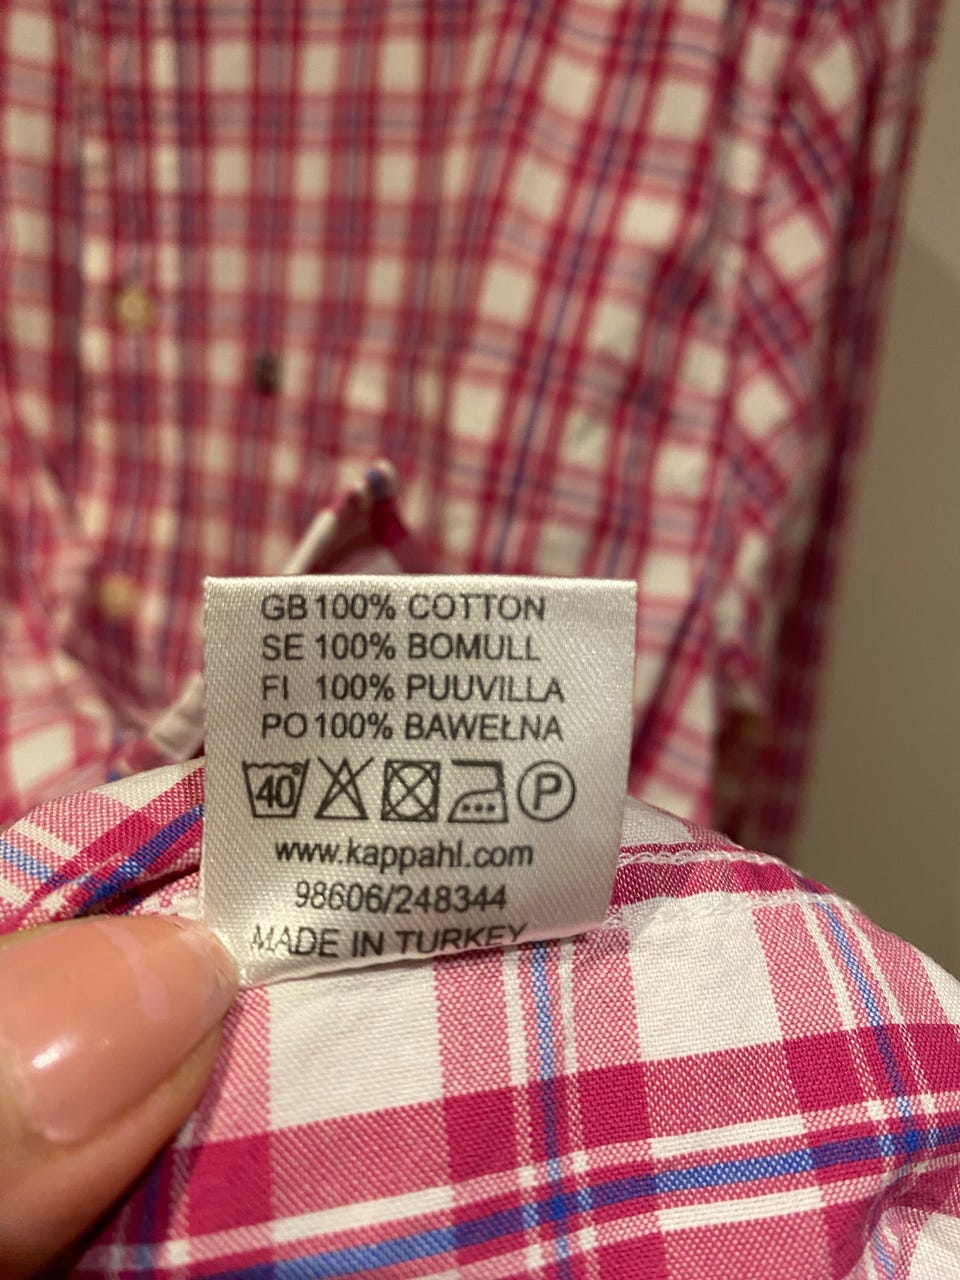 GB 100% COTTON
SE 100% BOMULL
FI 100% PUUVILLA
PO 100% BAWEŁNA
40° P
www.kappahl.com
98606/248344
MADE IN TURKEY